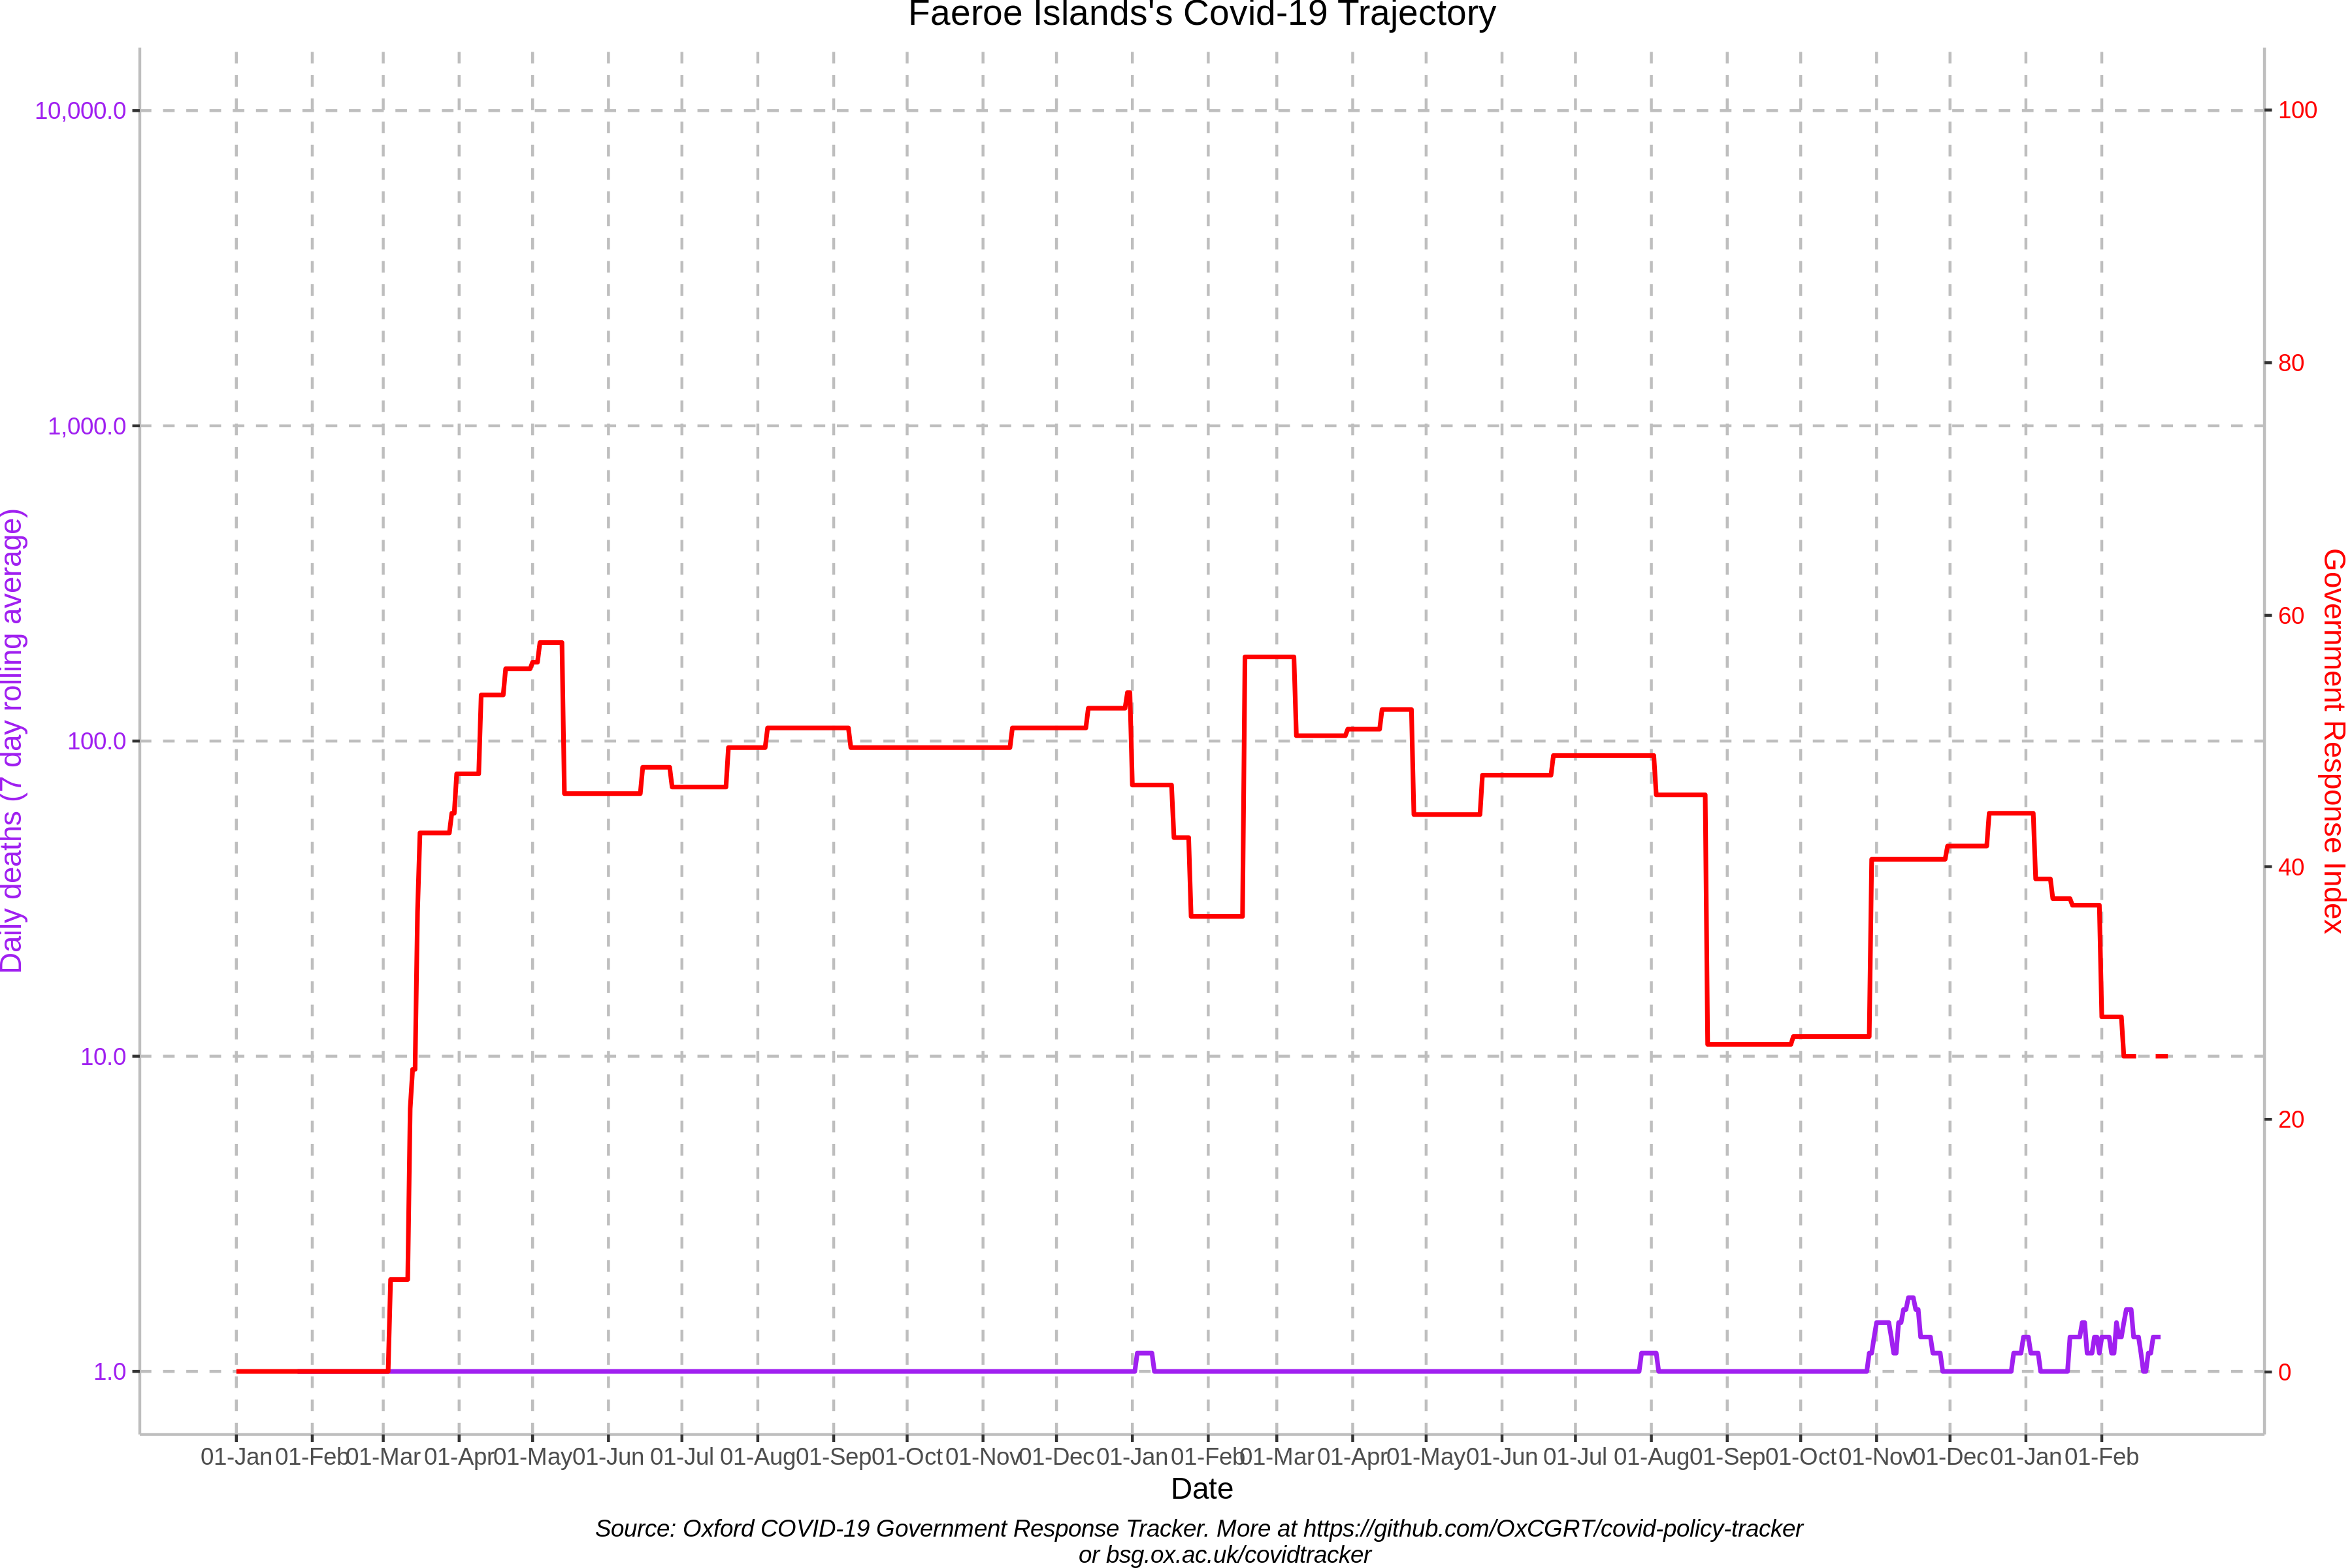 Faeroe Islands's Covid-19 Trajectory
10,000.0
1,000.0
100.0
10.0
1.0
Daily deaths (7 day rolling average)
100
80
60
40
20
0
Government Response Index
01-Jan 01-Feb 01-Mar 01-Apr 01-May 01-Jun 01-Jul 01-Aug 01-Sep 01-Oct 01-Nov 01-Dec 01-Jan 01-Feb 01-Mar 01-Apr 01-May 01-Jun 01-Jul 01-Aug 01-Sep 01-Oct 01-Nov 01-Dec 01-Jan 01-Feb
Date
Source: Oxford COVID-19 Government Response Tracker. More at https://github.com/OxCGRT/covid-policy-tracker
or bsg.ox.ac.uk/covidtracker